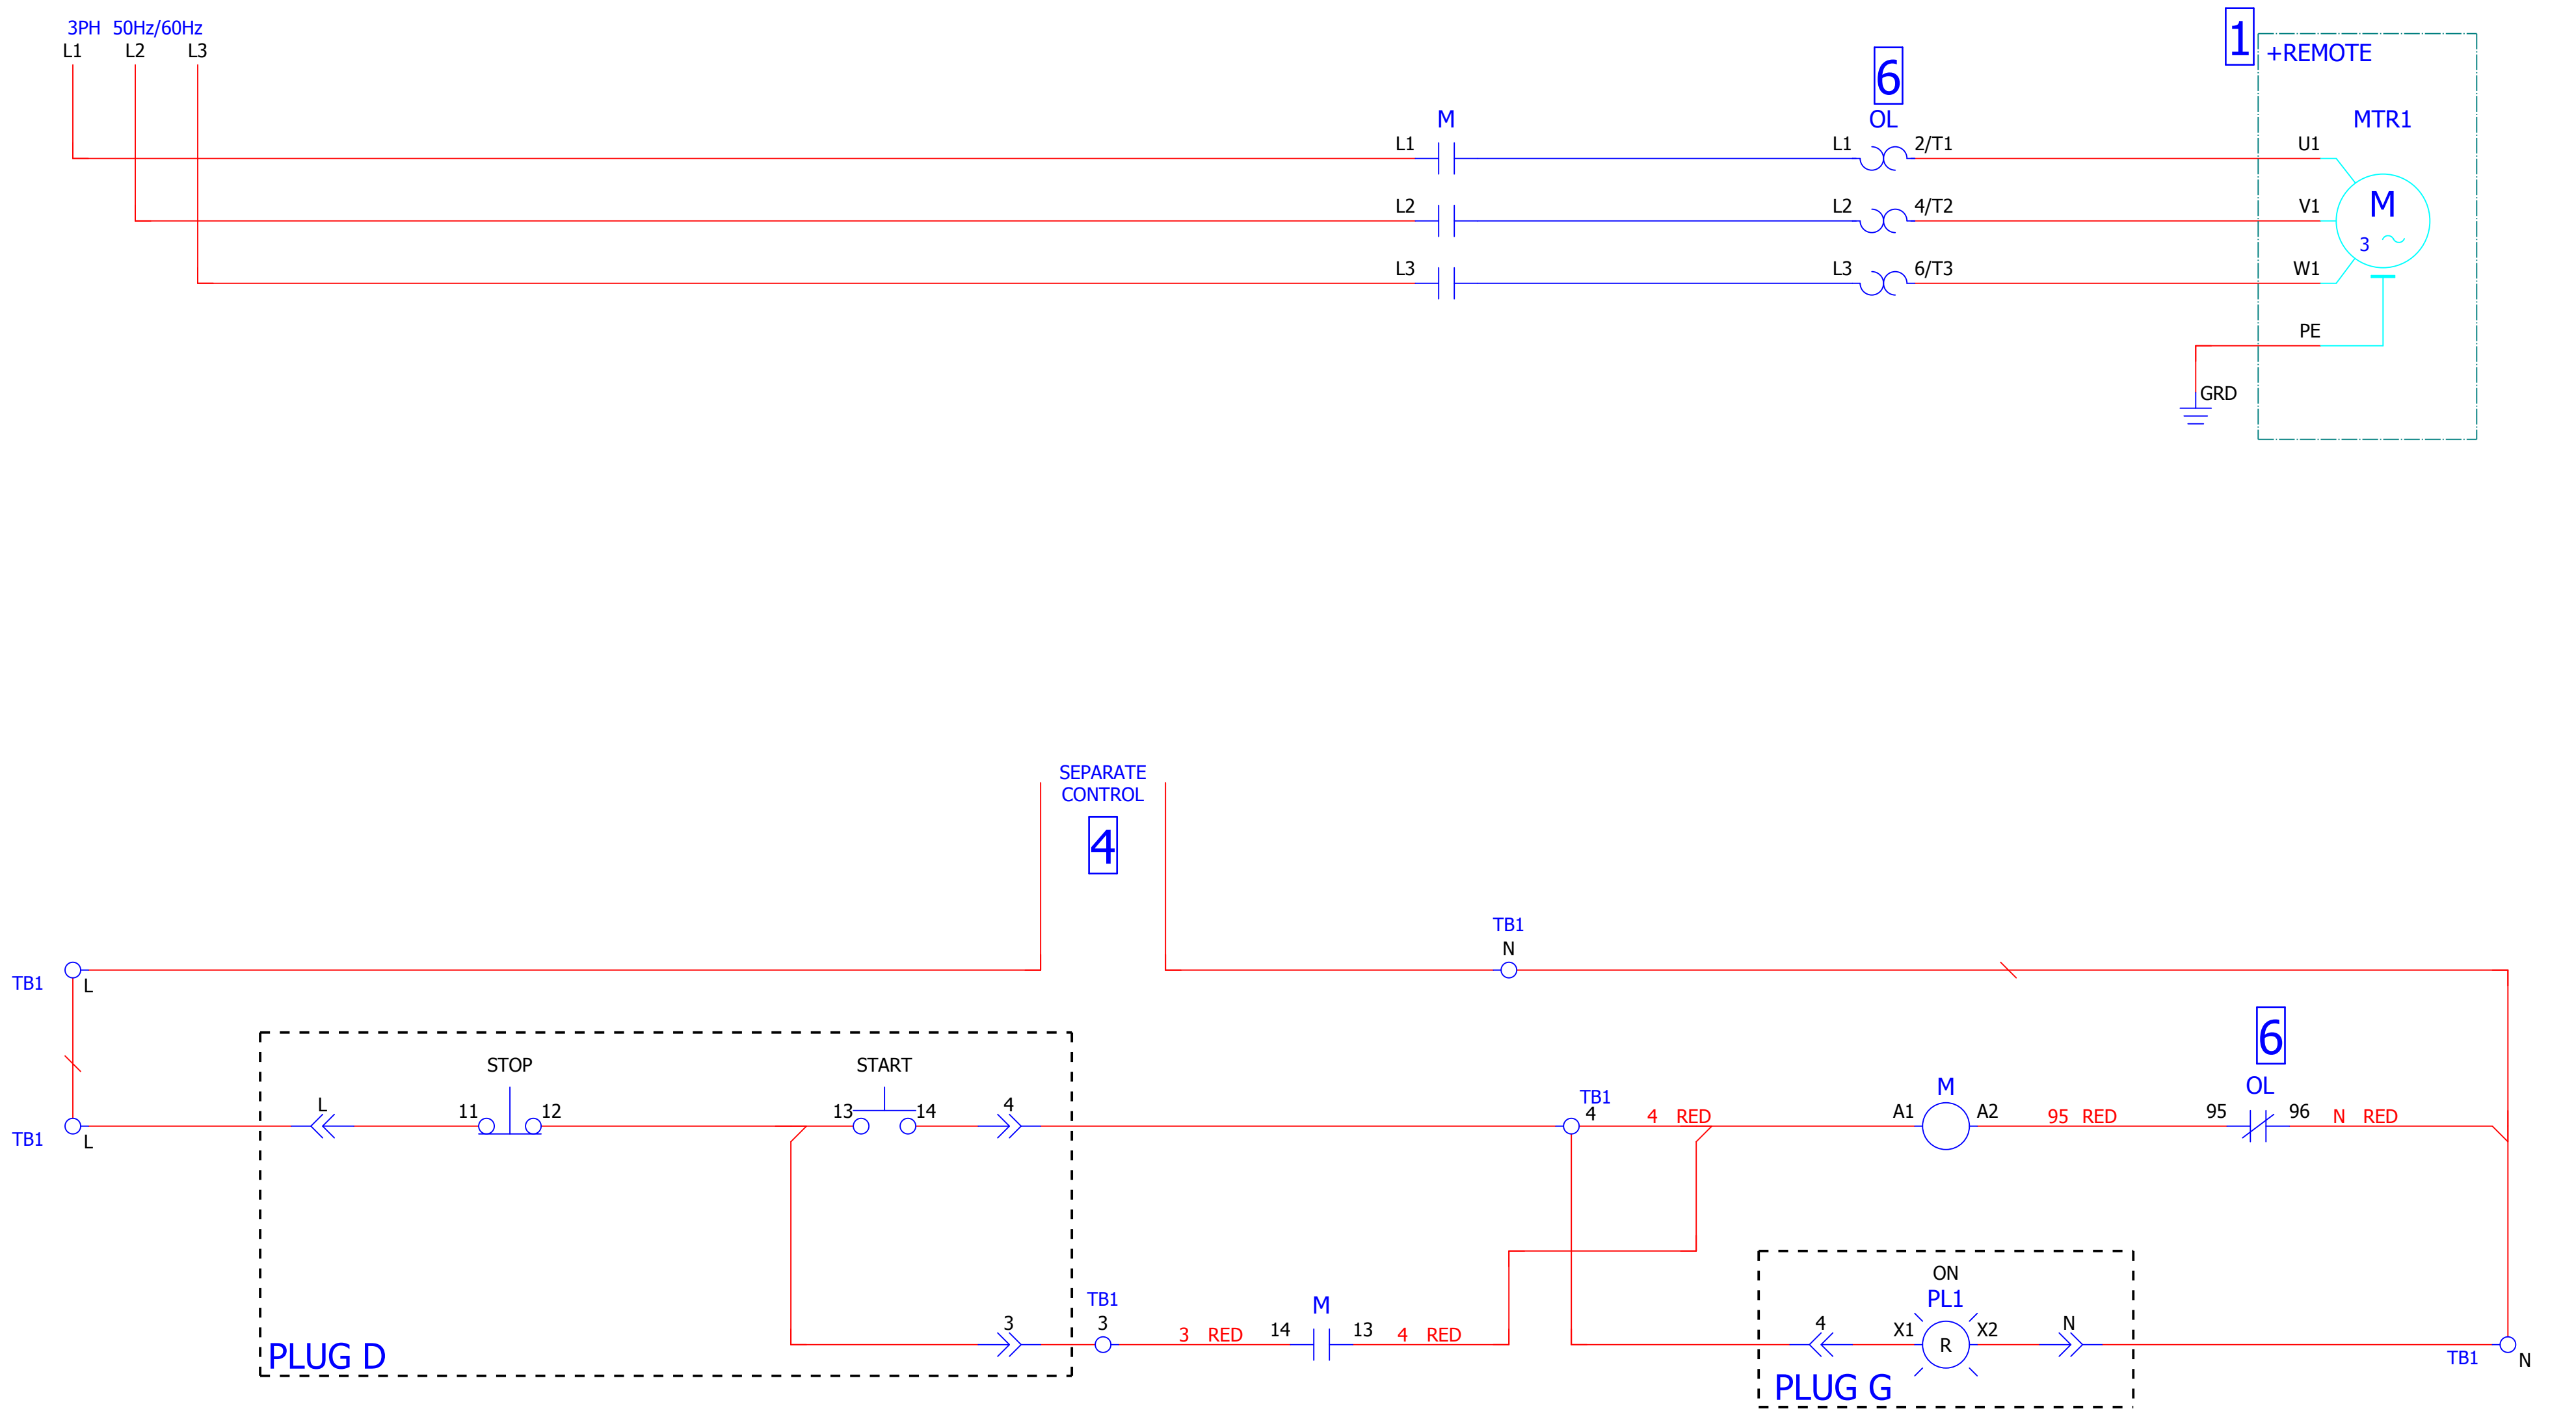 3PH 50Hz/60Hz
L1 L2 L3
1
+REMOTE
6
M OL MTR1
L1 L1 2/T1 U1
L2 L2 4/T2 V1
M
3
L3 L3 6/T3 W1
PE
GRD
SEPARATE
CONTROL
4
TB1
N
TB1 L
6
STOP START
M OL
L 11 12 13 14 4
TB1
4
4 RED A1 A2 95 RED 95 96 N RED
TB1 L
ON
PL1
TB1
M
3 3 3 RED 14 13 4 RED
4 X1 R X2 N
TB1 N
PLUG D
PLUG G